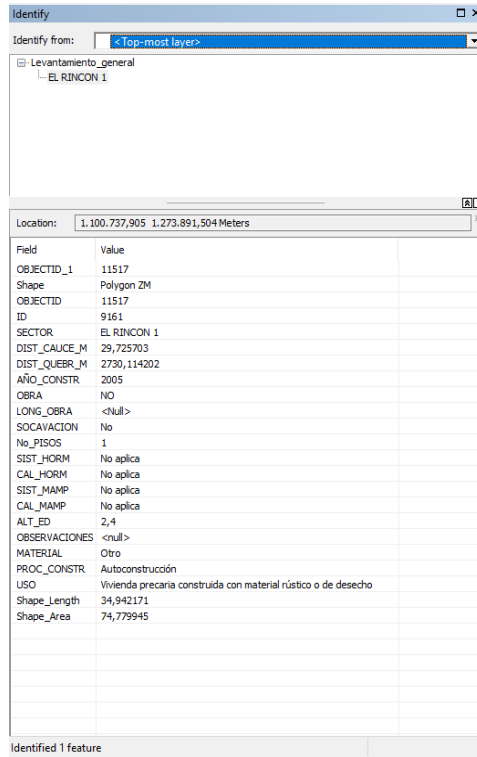 Identify
Identify from: <Top-most layer>
Levantamiento_general
EL RINCON 1
Location: 1.100.737,905 1.273.891,504 Meters
Field Value
OBJECTID_1 11517
Shape Polygon ZM
OBJECTID 11517
ID 9161
SECTOR EL RINCON 1
DIST_CAUCE_M 29,725703
DIST_QUEBR_M 2730,114202
AÑO_CONSTR 2005
OBRA NO
LONG_OBRA <Null>
SOCAVACION No
No_PISOS 1
SIST_HORM No aplica
CAL_HORM No aplica
SIST_MAMP No aplica
CAL_MAMP No aplica
ALT_ED 2,4
OBSERVACIONES <null>
MATERIAL Otro
PROC_CONSTR Autoconstrucción
USO Vivienda precaria construida con material rústico o de desecho
Shape_Length 34,942171
Shape_Area 74,779945
Identified 1 feature